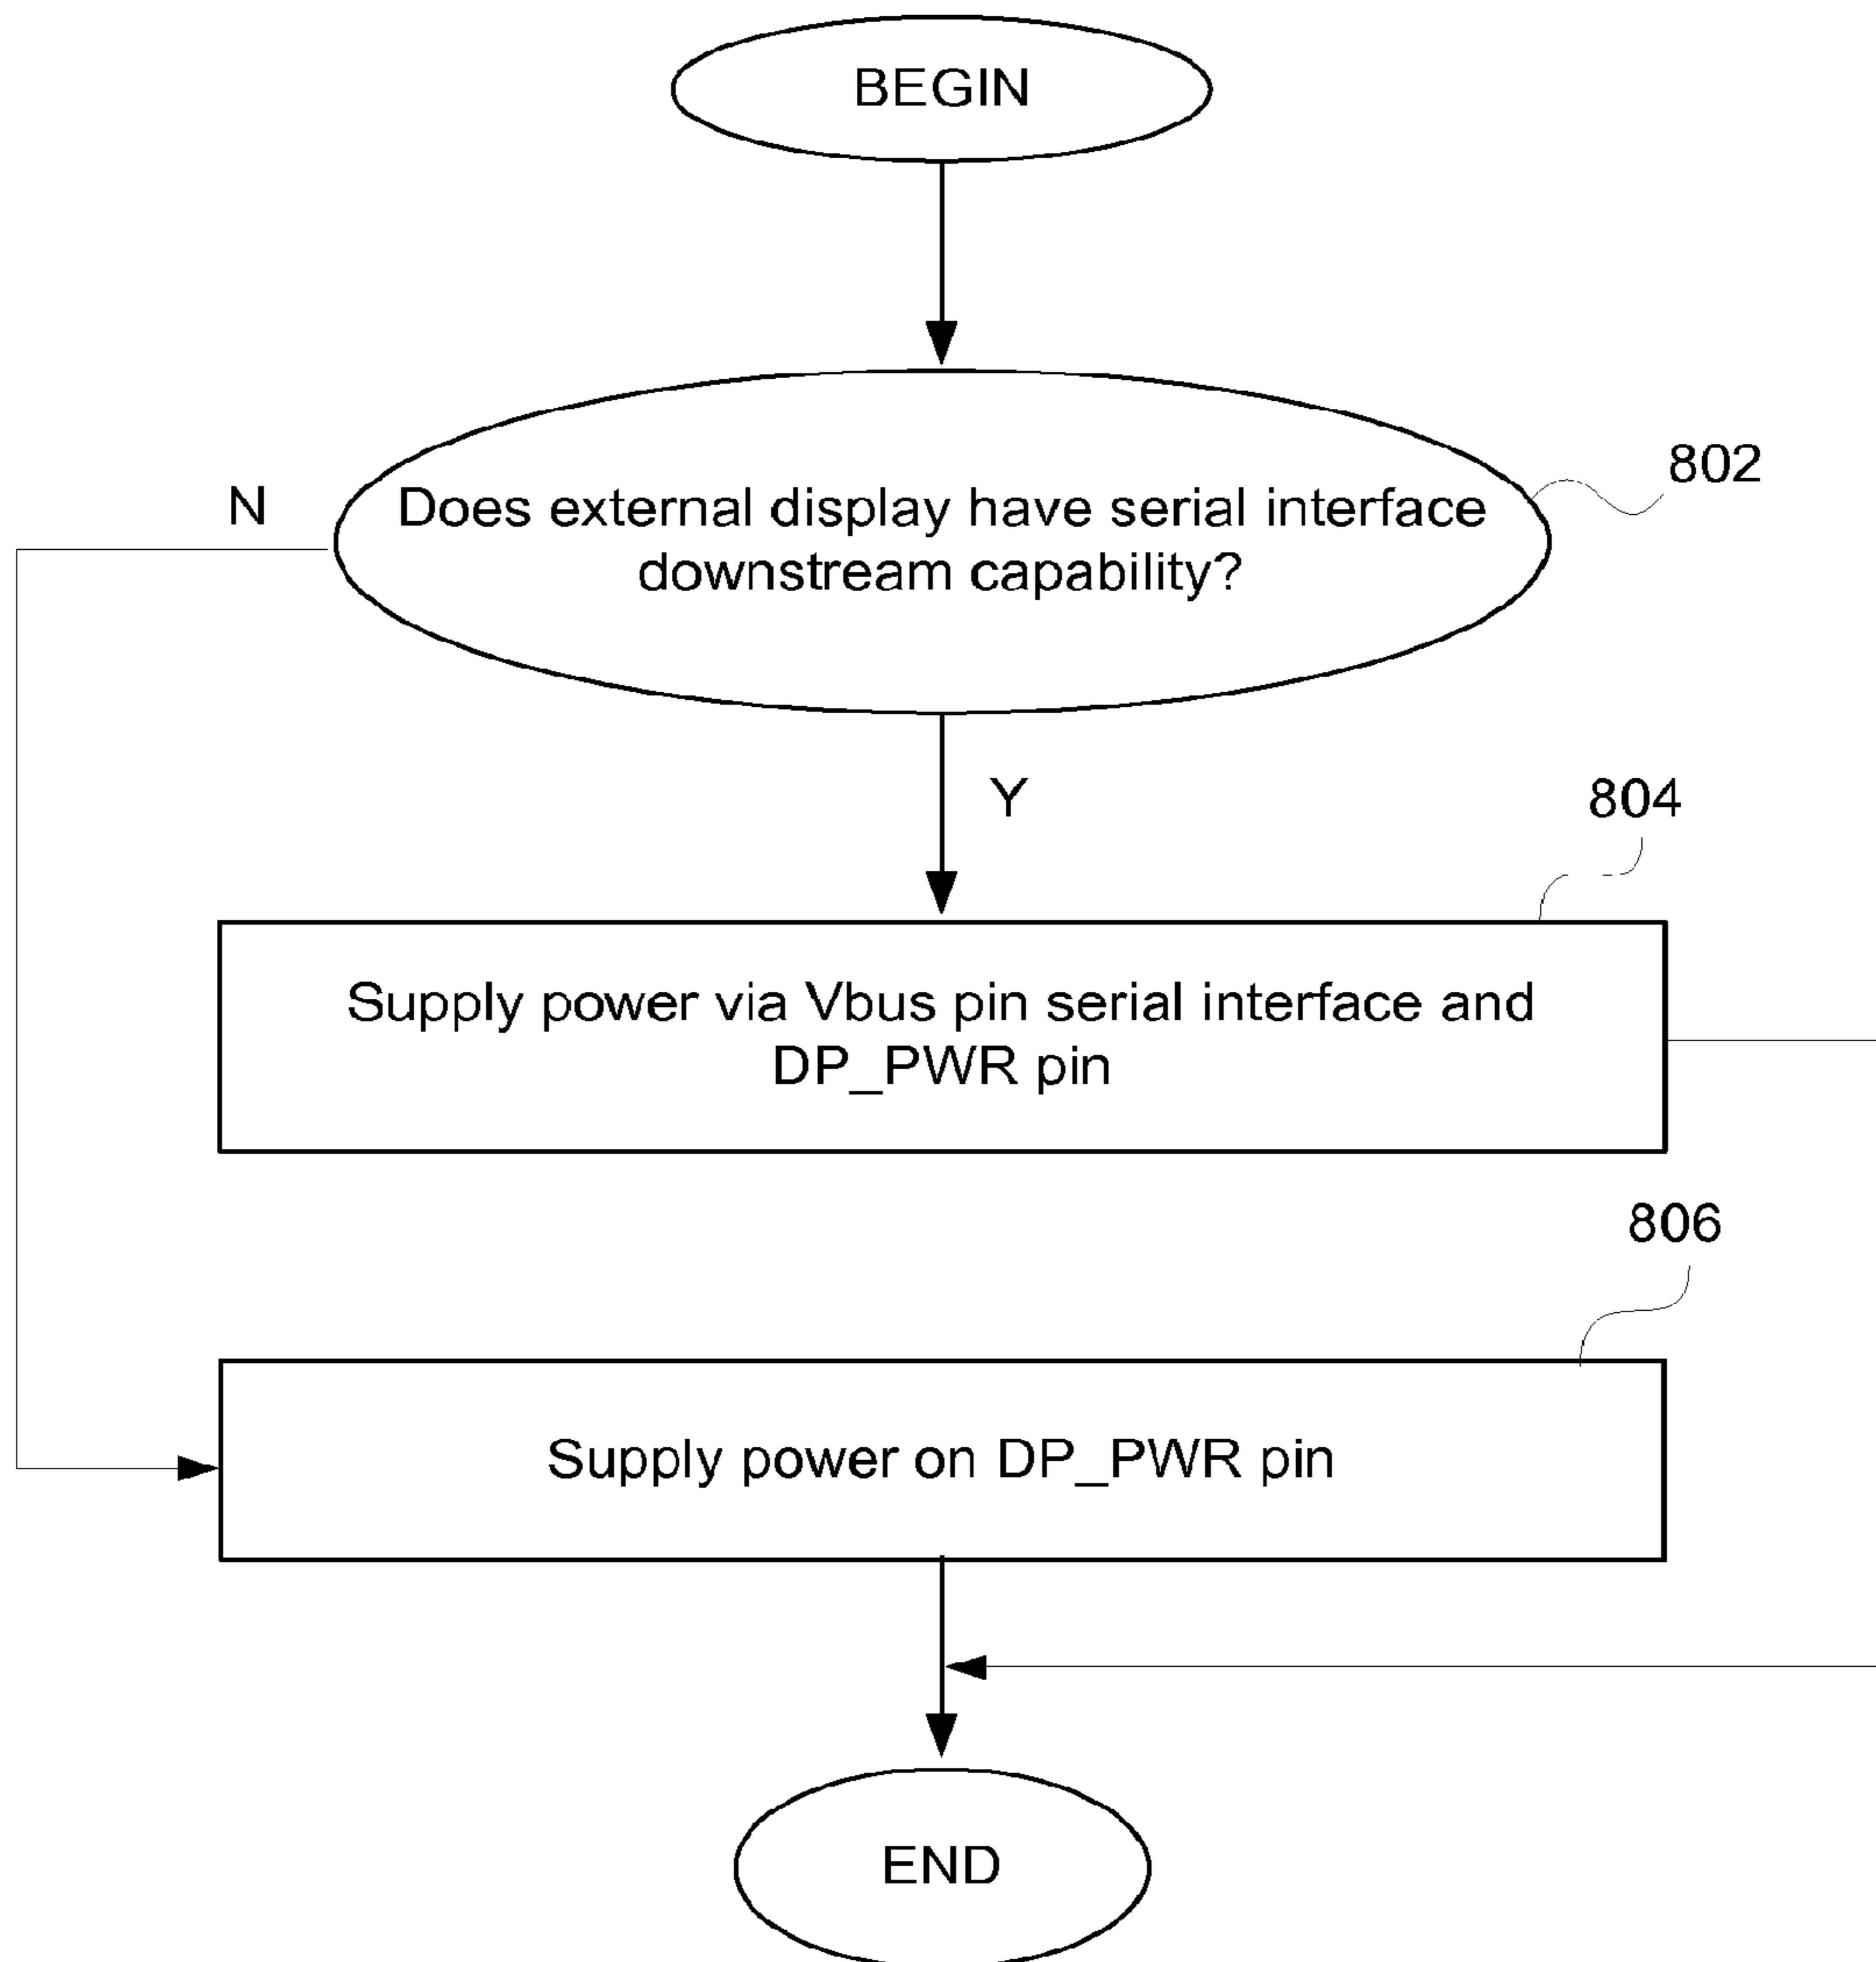 BEGIN
802
N
Does external display have serial interface
downstream capability?
Y
804
Supply power via Vbus pin serial interface and
DP_PWR pin
806
Supply power on DP_PWR pin
END